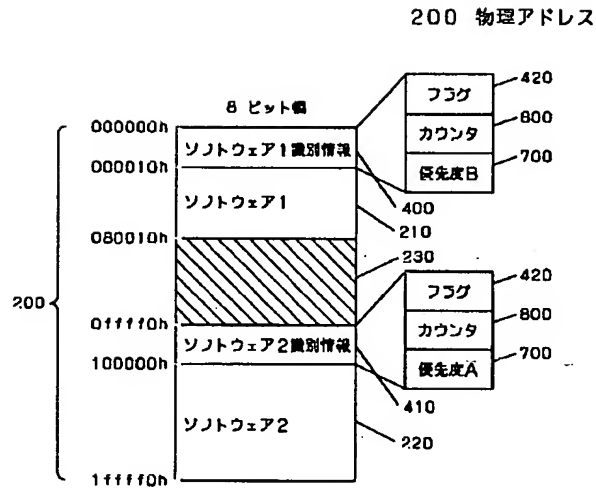 200 物理アドレス
8 ビット幅
000000h
ソフトウェア1識別情報
000010h
ソフトウェア1
080010h
200
0ffff0h
ソフトウェア2識別情報
100000h
ソフトウェア2
1ffff0h
フラグ
420
カウンタ
800
優先度B
700
400
210
230
フラグ
420
カウンタ
800
優先度A
700
410
220